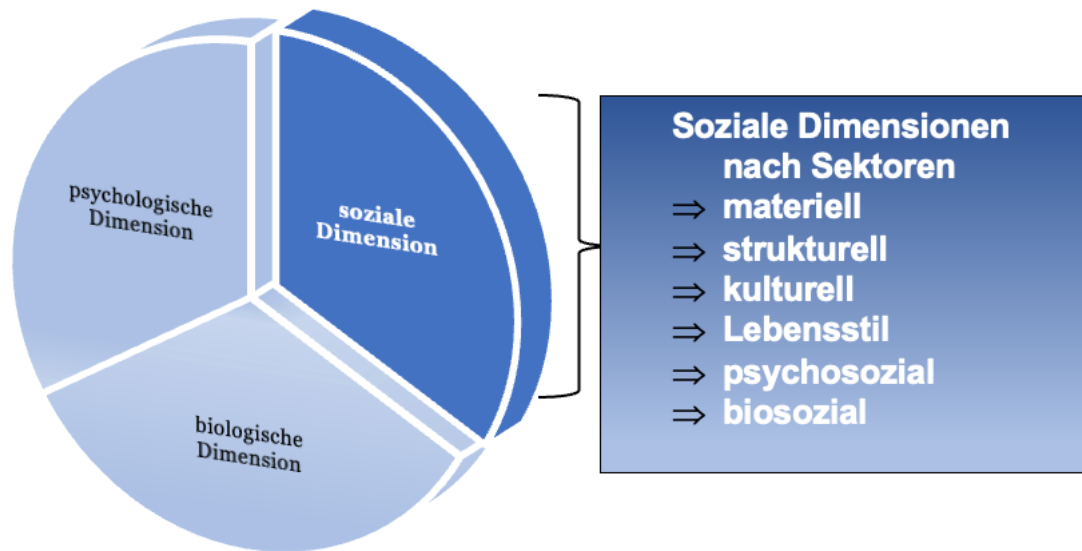 psychologische
Dimension
soziale
Dimension
biologische
Dimension
Soziale Dimensionen
nach Sektoren
⇒ materiell
⇒ strukturell
⇒ kulturell
⇒ Lebensstil
⇒ psychosozial
⇒ biosozial